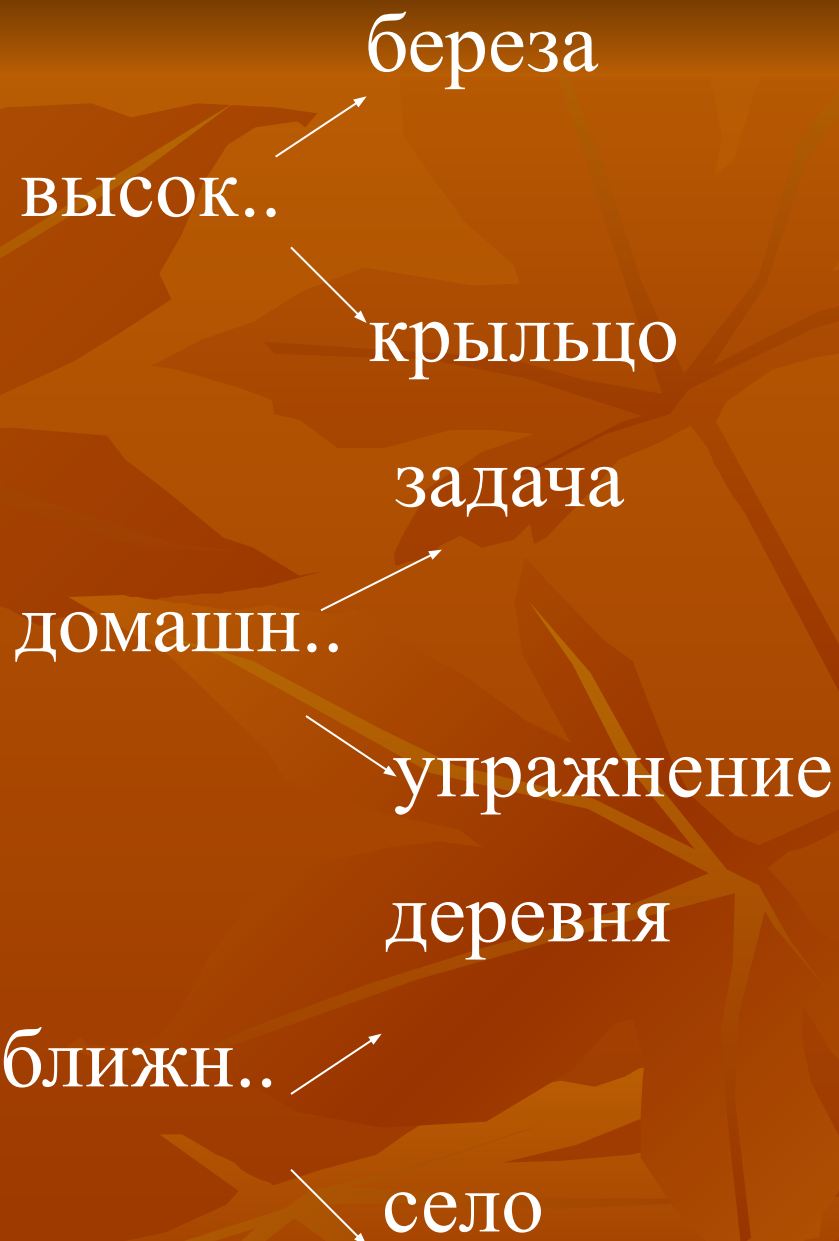 береза
высок..
крыльцо
задача
домашн..
упражнение
деревня
ближн..
село